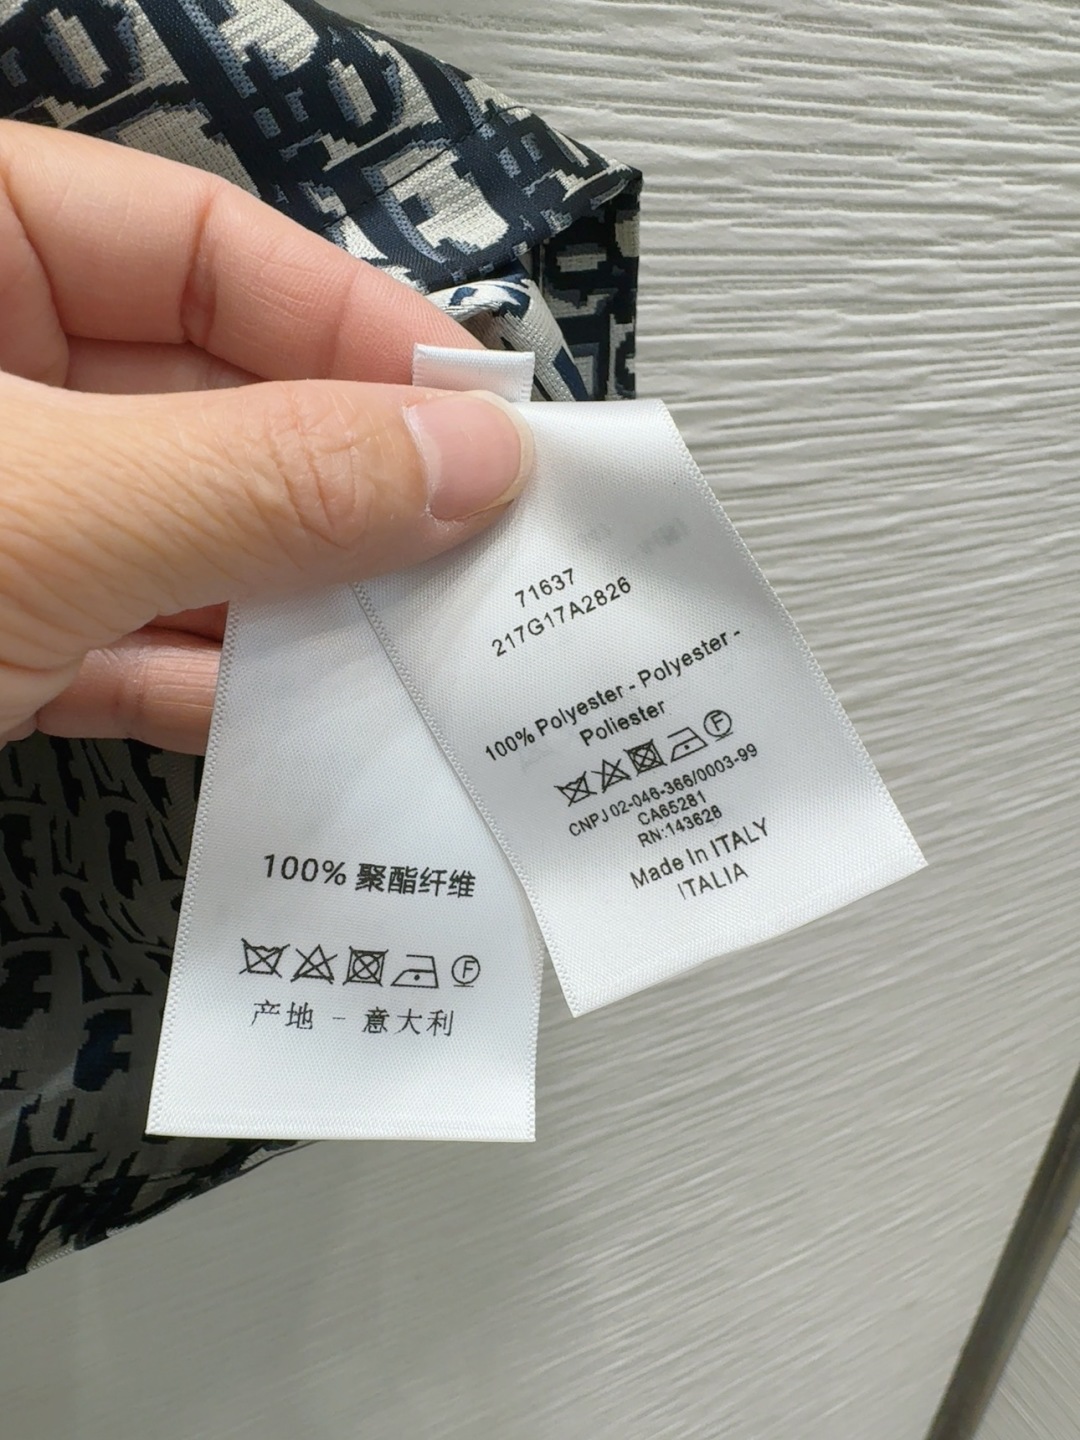 71637
217G17A2826
100% Polyester - Polyester -
Poliester
F
CNPJ 02-046-366/0003-99
CA65281
RN:143628
Made In ITALY
ITALIA
100% 聚酯纤维
F
产地 - 意大利